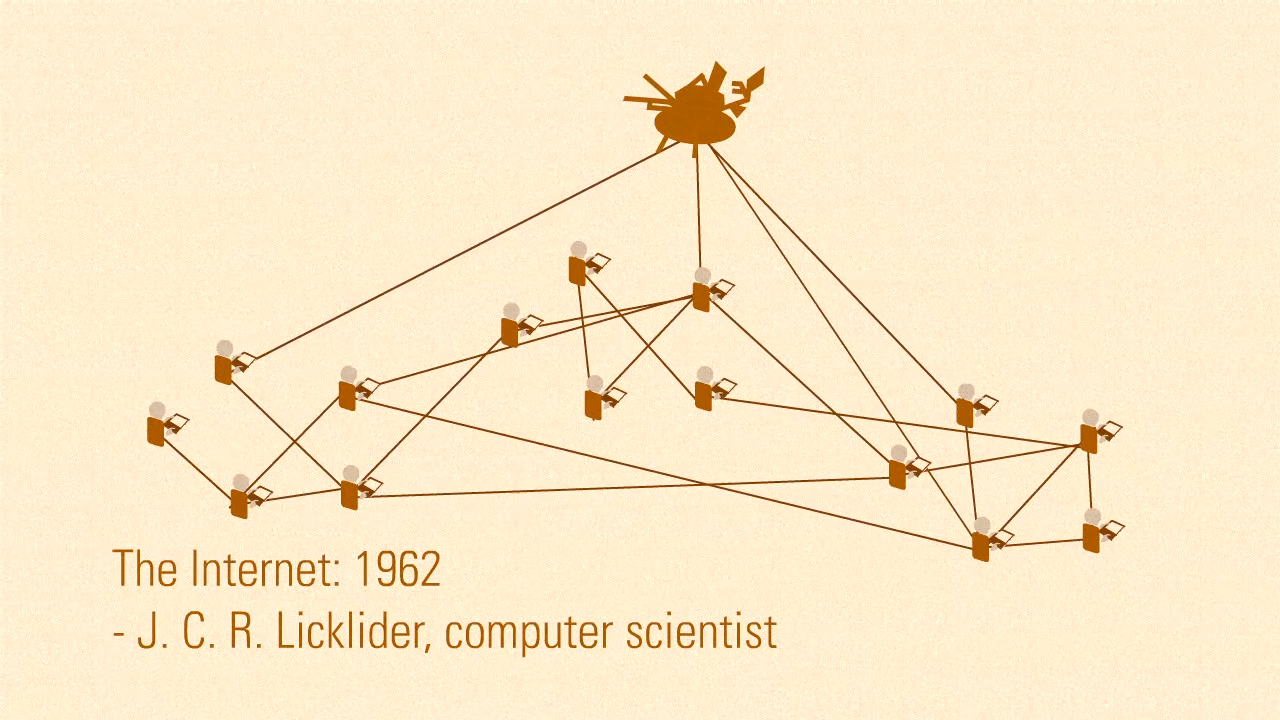 The Internet: 1962
- J. C. R. Licklider, computer scientist